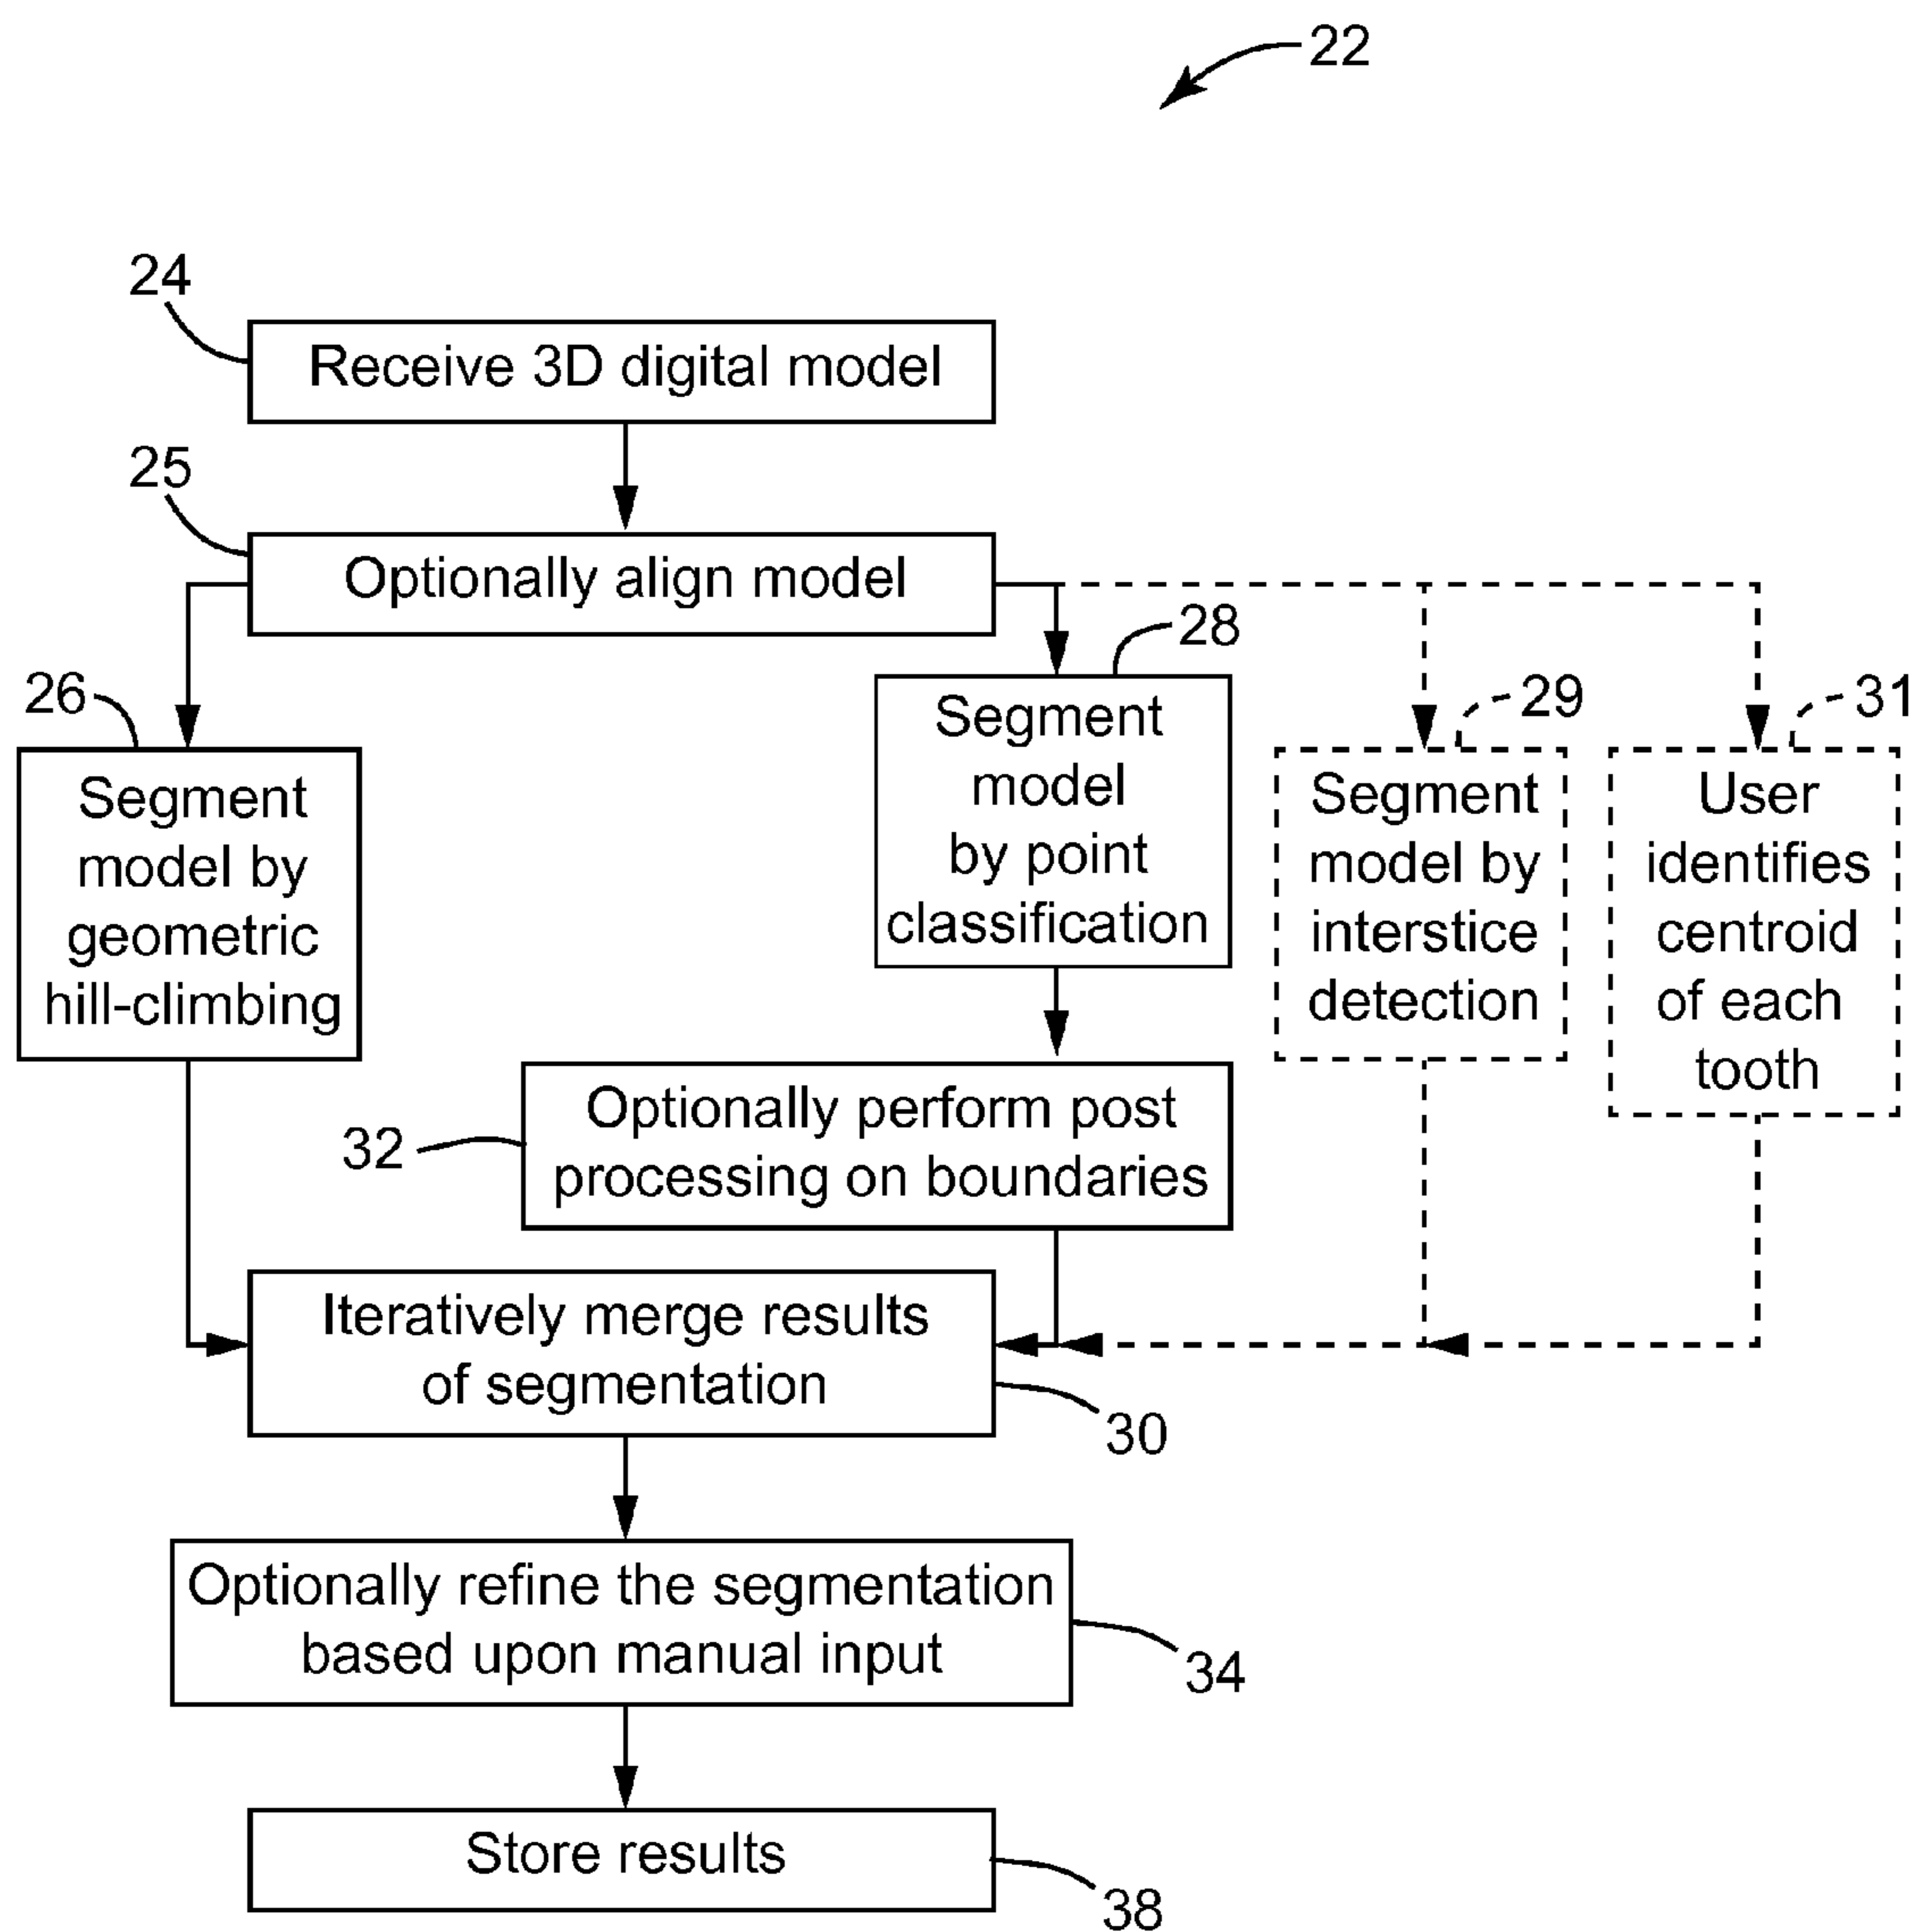 22
24
Receive 3D digital model
25
Optionally align model
28
26
29
31
Segment
model by
geometric
hill-climbing
Segment
model
by point
classification
Segment
model by
interstice
detection
User
identifies
centroid
of each
tooth
32
Optionally perform post
processing on boundaries
Iteratively merge results
of segmentation
30
Optionally refine the segmentation
based upon manual input
34
Store results
38